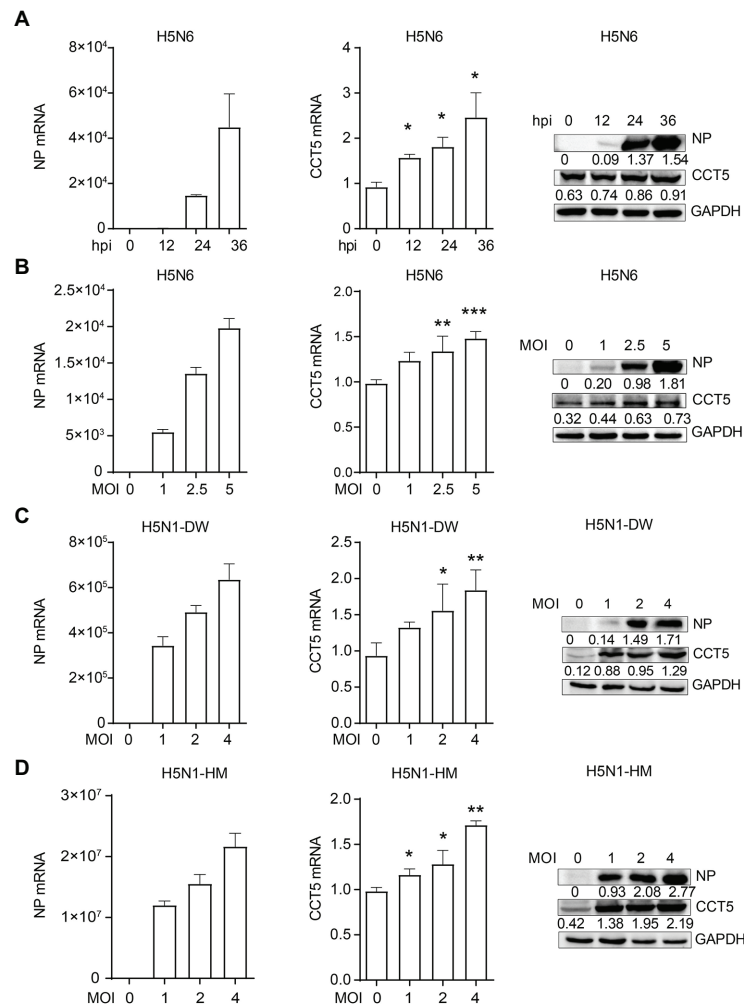 A
H5N6
NP mRNA
8×10⁴
6×10⁴
4×10⁴
2×10⁴
0
hpi 0 12 24 36
H5N6
CCT5 mRNA
4
3
2
1
0
* * *
hpi 0 12 24 36
H5N6
hpi 0 12 24 36
NP
0 0.09 1.37 1.54
CCT5
0.63 0.74 0.86 0.91
GAPDH
B
H5N6
NP mRNA
2.5×10⁴
2×10⁴
1.5×10⁴
1×10⁴
5×10³
0
MOI 0 1 2.5 5
H5N6
CCT5 mRNA
2.0
1.5
1.0
0.5
0.0
** ***
MOI 0 1 2.5 5
H5N6
MOI 0 1 2.5 5
NP
0 0.20 0.98 1.81
CCT5
0.32 0.44 0.63 0.73
GAPDH
C
H5N1-DW
NP mRNA
8×10⁵
6×10⁵
4×10⁵
2×10⁵
0
MOI 0 1 2 4
H5N1-DW
CCT5 mRNA
2.5
2.0
1.5
1.0
0.5
0.0
* **
MOI 0 1 2 4
H5N1-DW
MOI 0 1 2 4
NP
0 0.14 1.49 1.71
CCT5
0.12 0.88 0.95 1.29
GAPDH
D
H5N1-HM
NP mRNA
3×10⁷
2×10⁷
1×10⁷
0
MOI 0 1 2 4
H5N1-HM
CCT5 mRNA
2.0
1.5
1.0
0.5
0.0
* * **
MOI 0 1 2 4
H5N1-HM
MOI 0 1 2 4
NP
0 0.93 2.08 2.77
CCT5
0.42 1.38 1.95 2.19
GAPDH